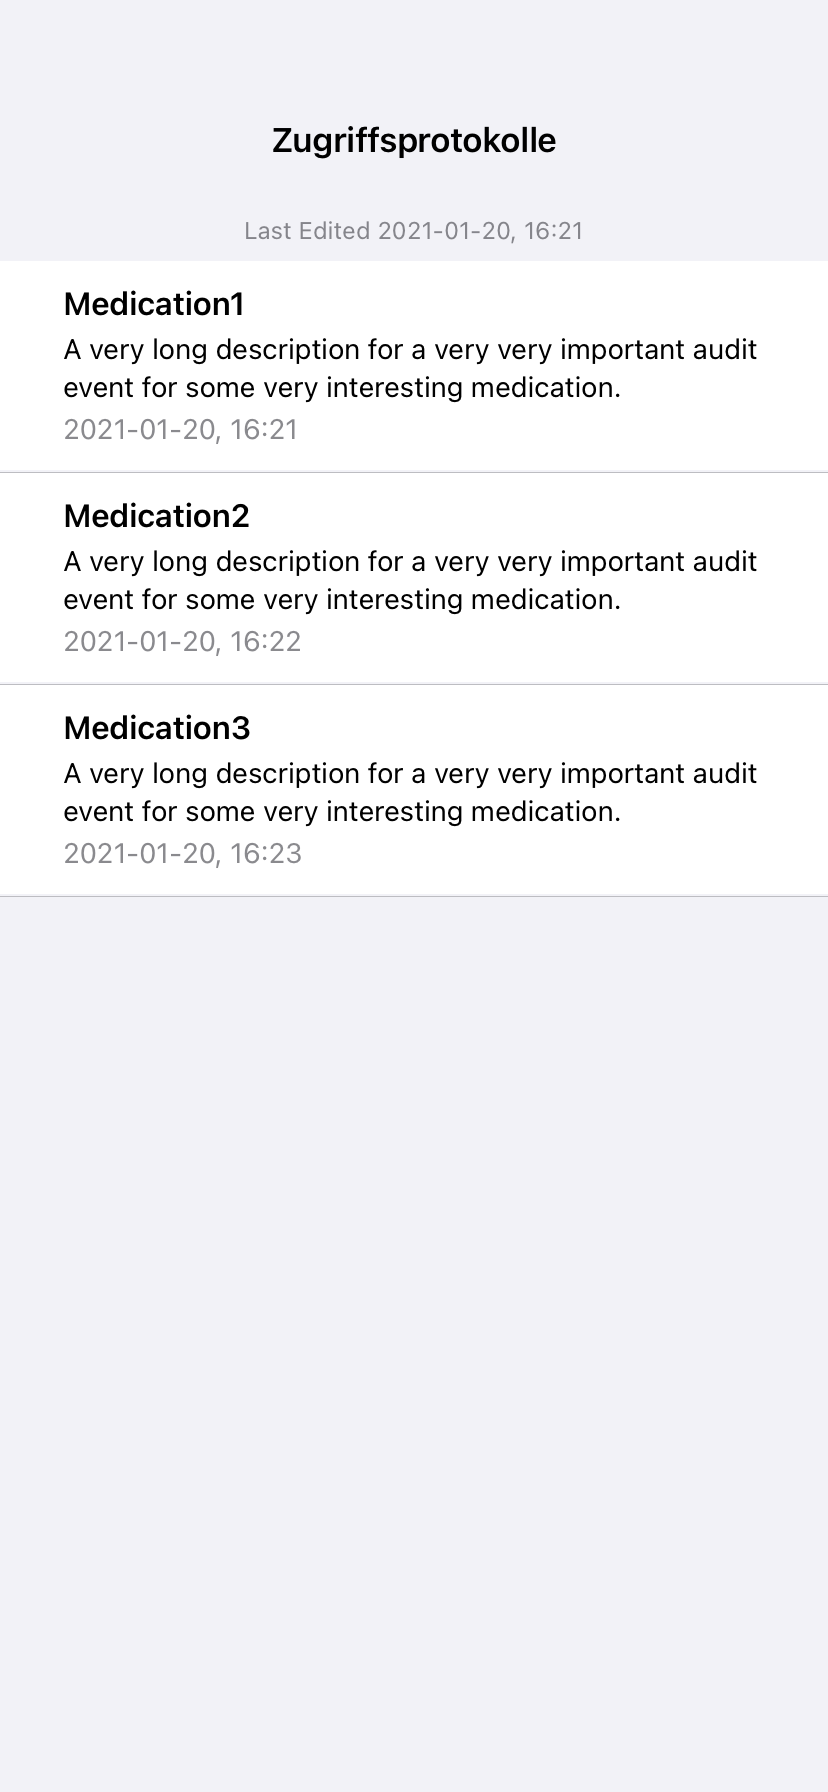 Zugriffsprotokolle
Last Edited 2021-01-20, 16:21
Medication1
A very long description for a very very important audit
event for some very interesting medication.
2021-01-20, 16:21
Medication2
A very long description for a very very important audit
event for some very interesting medication.
2021-01-20, 16:22
Medication3
A very long description for a very very important audit
event for some very interesting medication.
2021-01-20, 16:23